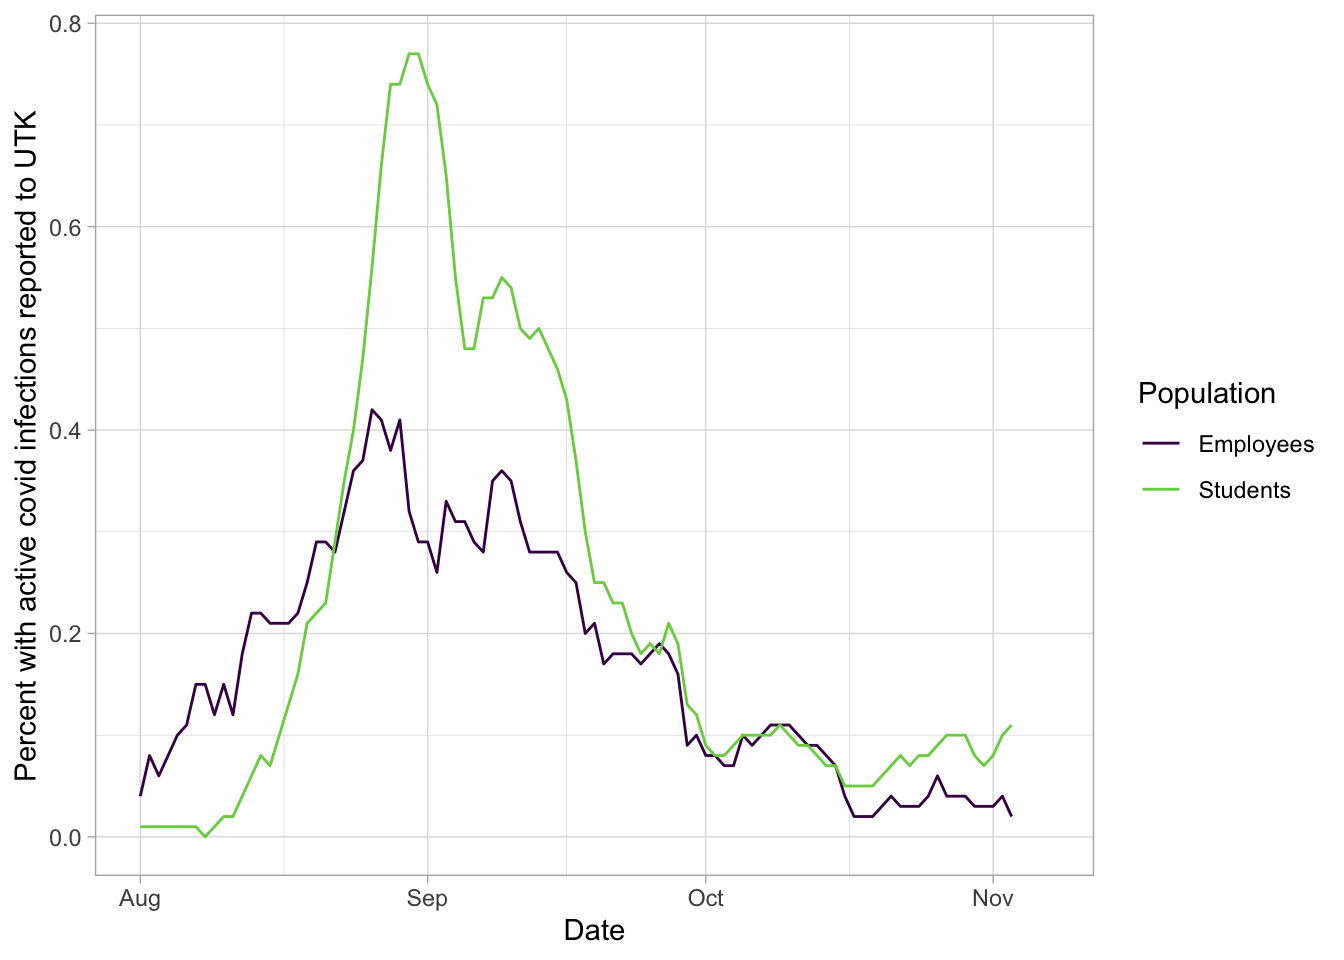 Percent with active covid infections reported to UTK
0.8
0.6
0.4
0.2
0.0
Aug Sep Oct Nov
Date
Population
Employees
Students